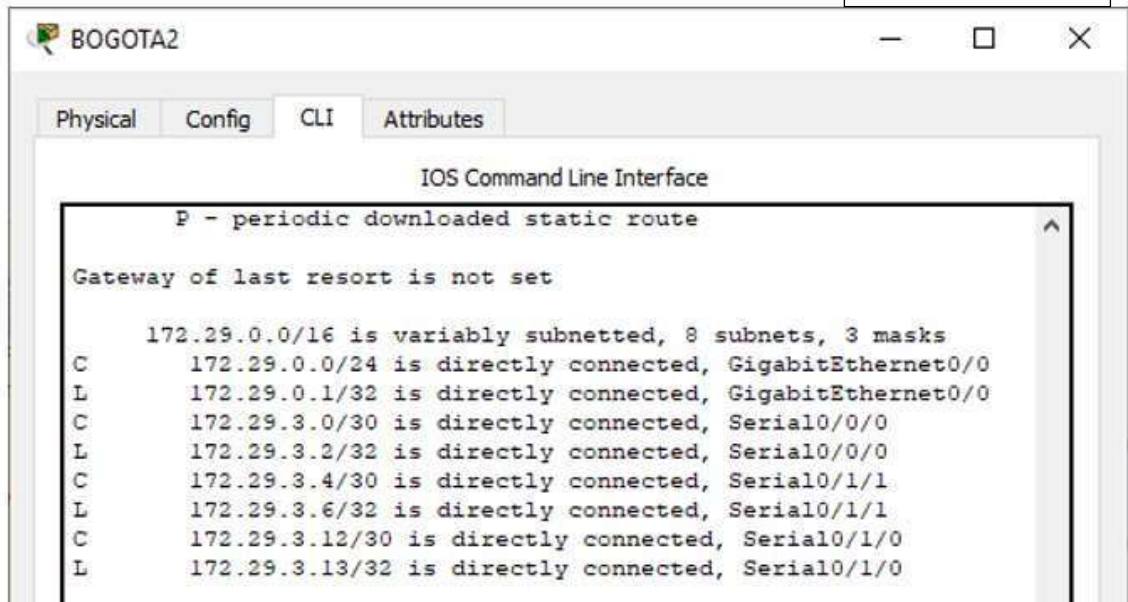 BOGOTA2
Physical Config CLI Attributes
IOS Command Line Interface
P - periodic downloaded static route
Gateway of last resort is not set
172.29.0.0/16 is variably subnetted, 8 subnets, 3 masks
C 172.29.0.0/24 is directly connected, GigabitEthernet0/0
L 172.29.0.1/32 is directly connected, GigabitEthernet0/0
C 172.29.3.0/30 is directly connected, Serial0/0/0
L 172.29.3.2/32 is directly connected, Serial0/0/0
C 172.29.3.4/30 is directly connected, Serial0/1/1
L 172.29.3.6/32 is directly connected, Serial0/1/1
C 172.29.3.12/30 is directly connected, Serial0/1/0
L 172.29.3.13/32 is directly connected, Serial0/1/0